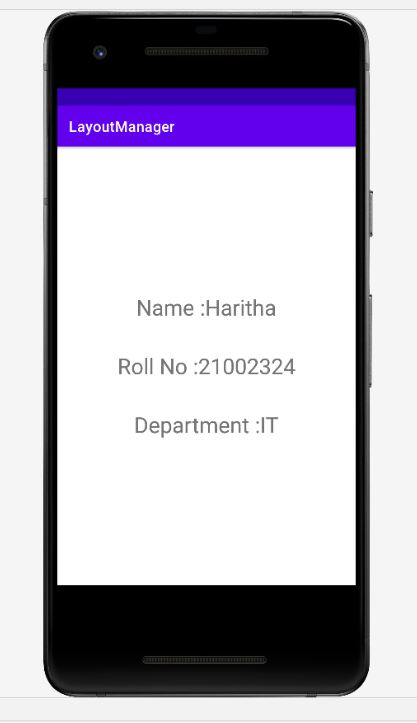 LayoutManager
Name :Haritha
Roll No :21002324
Department :IT